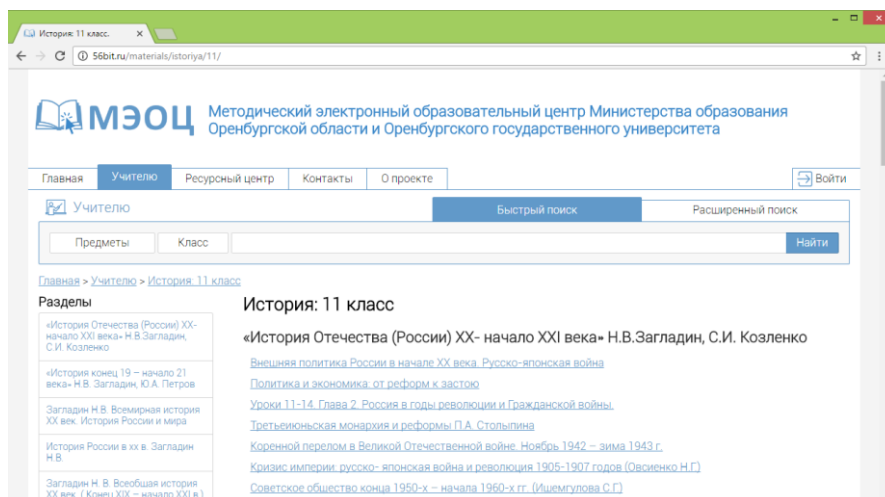 История: 11 класс.
56bit.ru/materials/istoriya/11/
МЭОЦ
Методический электронный образовательный центр Министерства образования
Оренбургской области и Оренбургского государственного университета
Главная Учителю Ресурсный центр Контакты О проекте Войти
Учителю Быстрый поиск Расширенный поиск
Предметы Класс Найти
Главная > Учителю > История: 11 класс
Разделы
«История Отечества (России) XX-
начало XXI века» Н.В.Загладин,
С.И. Козленко
«История конец 19 – начало 21
века» Н.В. Загладин, Ю.А. Петров
Загладин Н.В. Всемирная история
XX век. История России и мира
История России в xx в. Загладин
Н.В.
Загладин Н. В. Всеобщая история
XX век. ( Конец XIX – начало XXI в.)
История: 11 класс
«История Отечества (России) XX- начало XXI века» Н.В.Загладин, С.И. Козленко
Внешняя политика России в начале XX века. Русско-японская война
Политика и экономика: от реформ к застою
Уроки 11-14. Глава 2. Россия в годы революции и Гражданской войны.
Третьеиюньская монархия и реформы П.А. Столыпина
Коренной перелом в Великой Отечественной войне. Ноябрь 1942 – зима 1943 г.
Кризис империи: русско- японская война и революция 1905-1907 годов (Овсиенко Н.Г.)
Советское общество конца 1950-х – начала 1960-х гг. (Ишемгулова С.Г.)